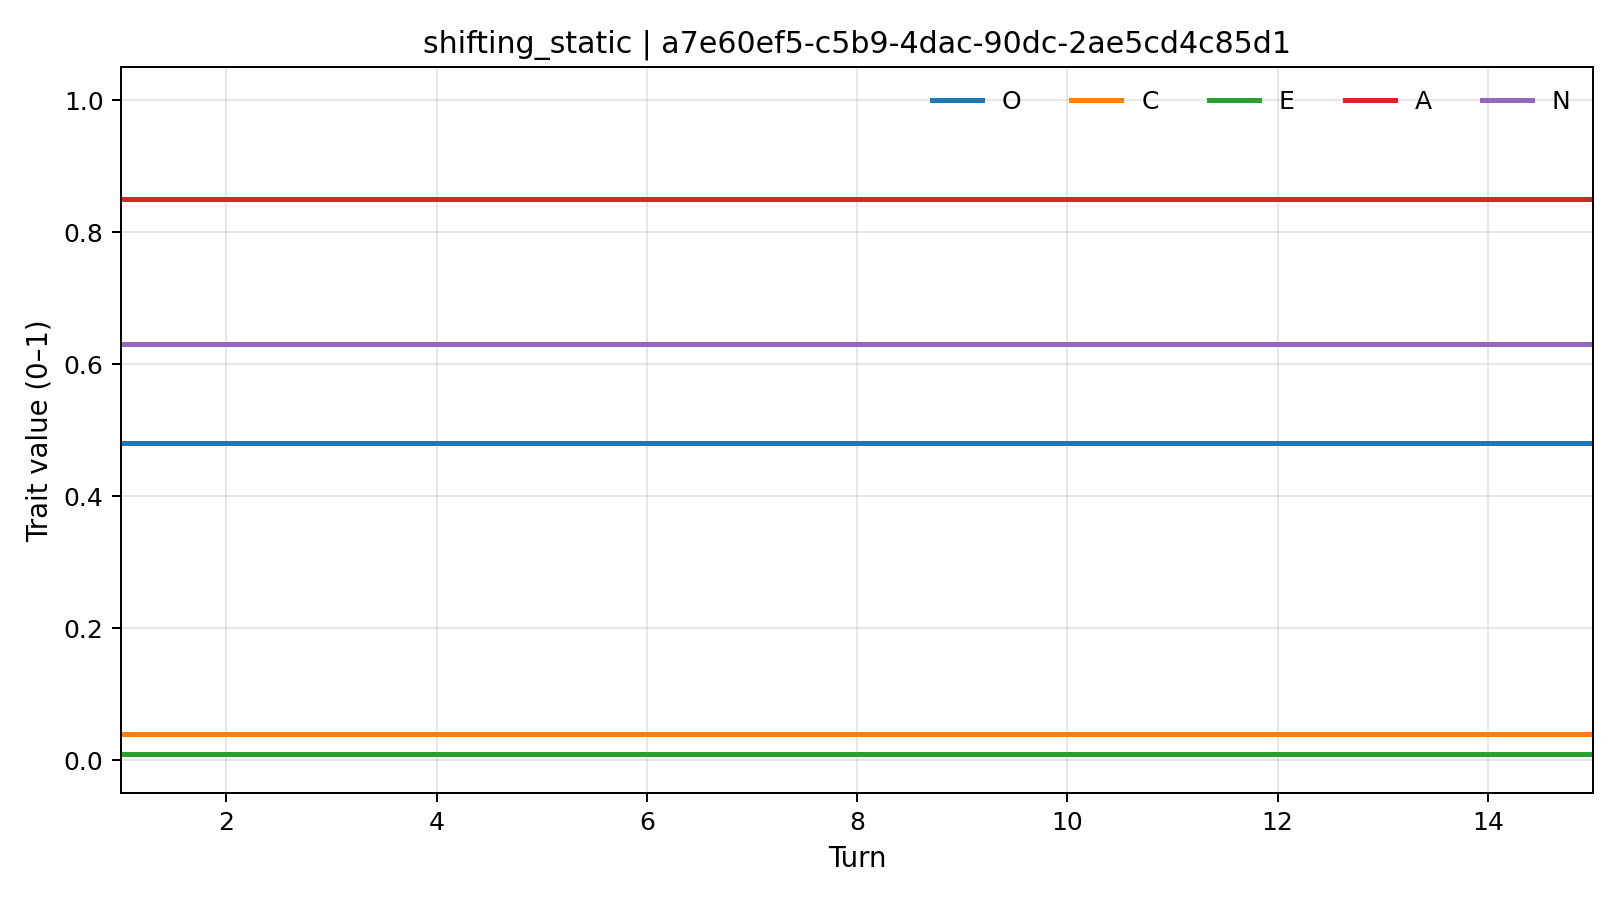 shifting_static | a7e60ef5-c5b9-4dac-90dc-2ae5cd4c85d1
O C E A N
1.0
0.8
0.6
0.4
0.2
0.0
Trait value (0–1)
2 4 6 8 10 12 14
Turn